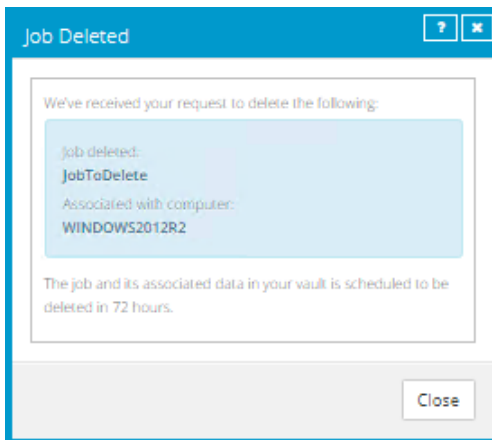 Job Deleted
? x
We've received your request to delete the following:
Job deleted:
JobToDelete
Associated with computer:
WINDOWS2012R2
The job and its associated data in your vault is scheduled to be
deleted in 72 hours.
Close